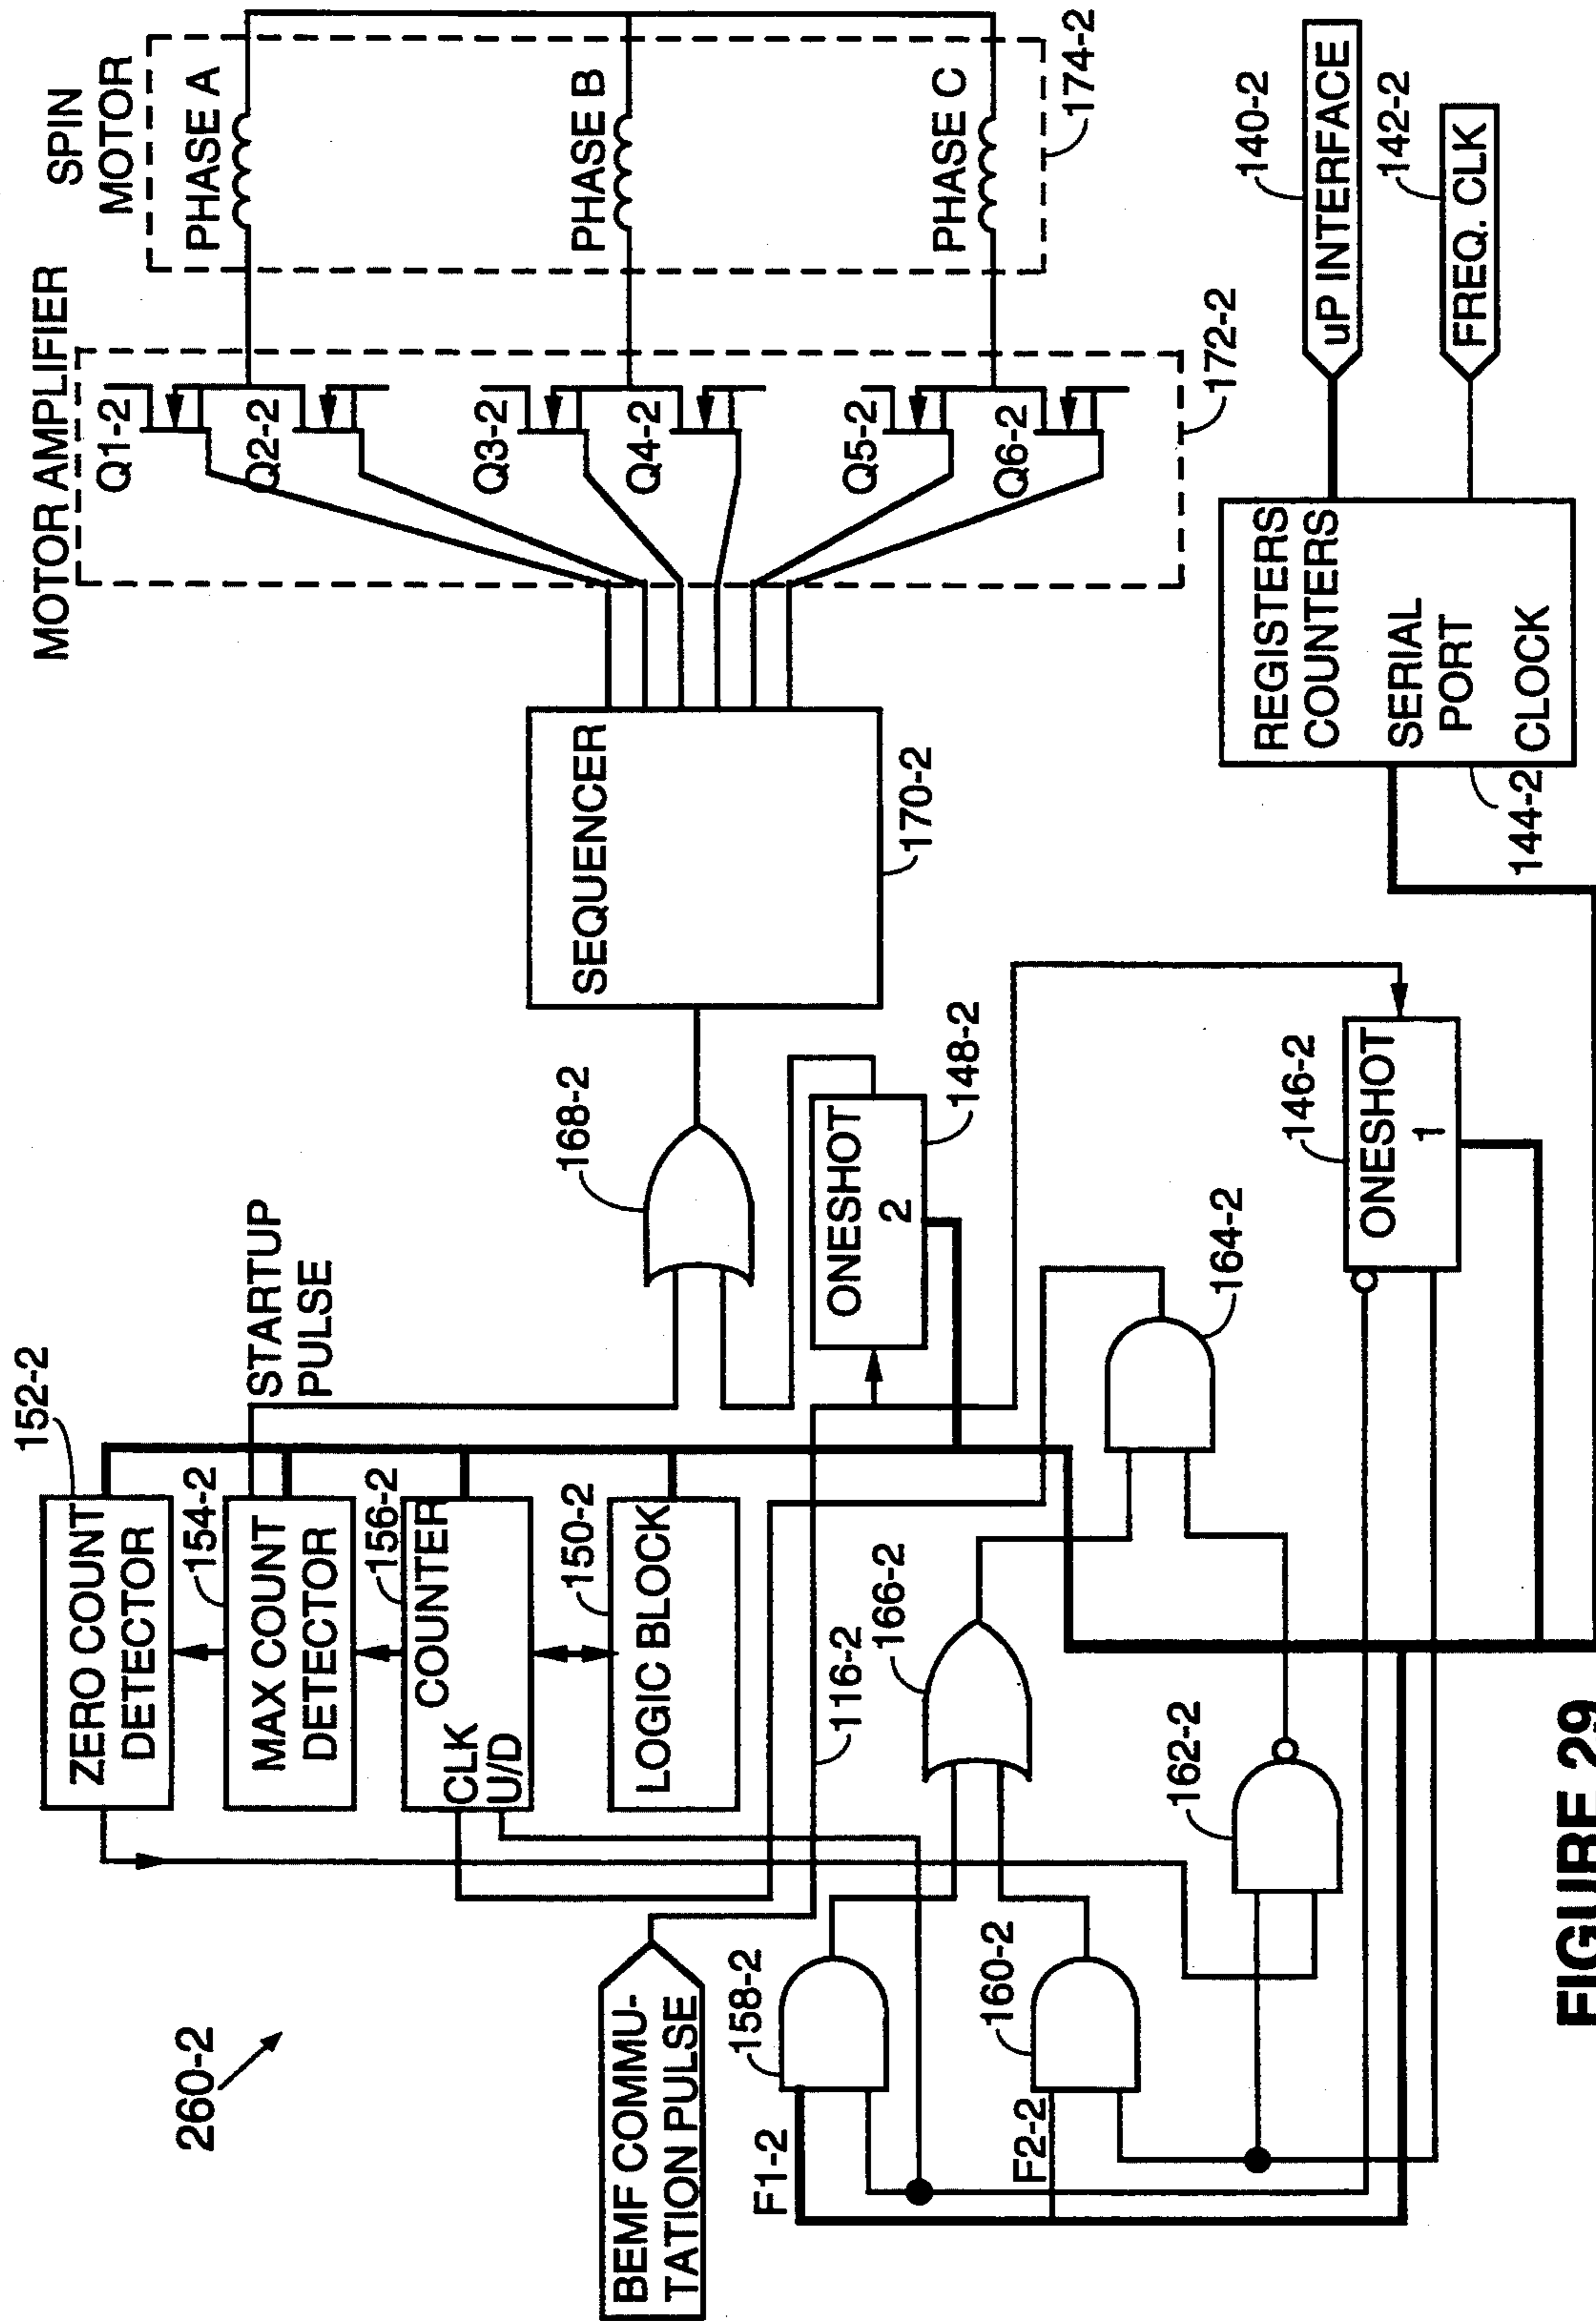 260-2
BEMF COMMU-
TATION PULSE
152-2
ZERO COUNT
DETECTOR
154-2
MAX COUNT
DETECTOR
STARTUP
PULSE
156-2
COUNTER
CLK
U/D
150-2
LOGIC BLOCK
116-2
168-2
SEQUENCER
170-2
MOTOR AMPLIFIER
Q1-2
Q2-2
Q3-2
Q4-2
Q5-2
Q6-2
172-2
SPIN
MOTOR
PHASE A
PHASE B
PHASE C
174-2
ONESHOT
2
148-2
F1-2
158-2
F2-2
160-2
166-2
162-2
164-2
146-2
ONESHOT
1
REGISTERS
COUNTERS
SERIAL
PORT
CLOCK
144-2
140-2
uP INTERFACE
142-2
FREQ. CLK
FIGURE 29